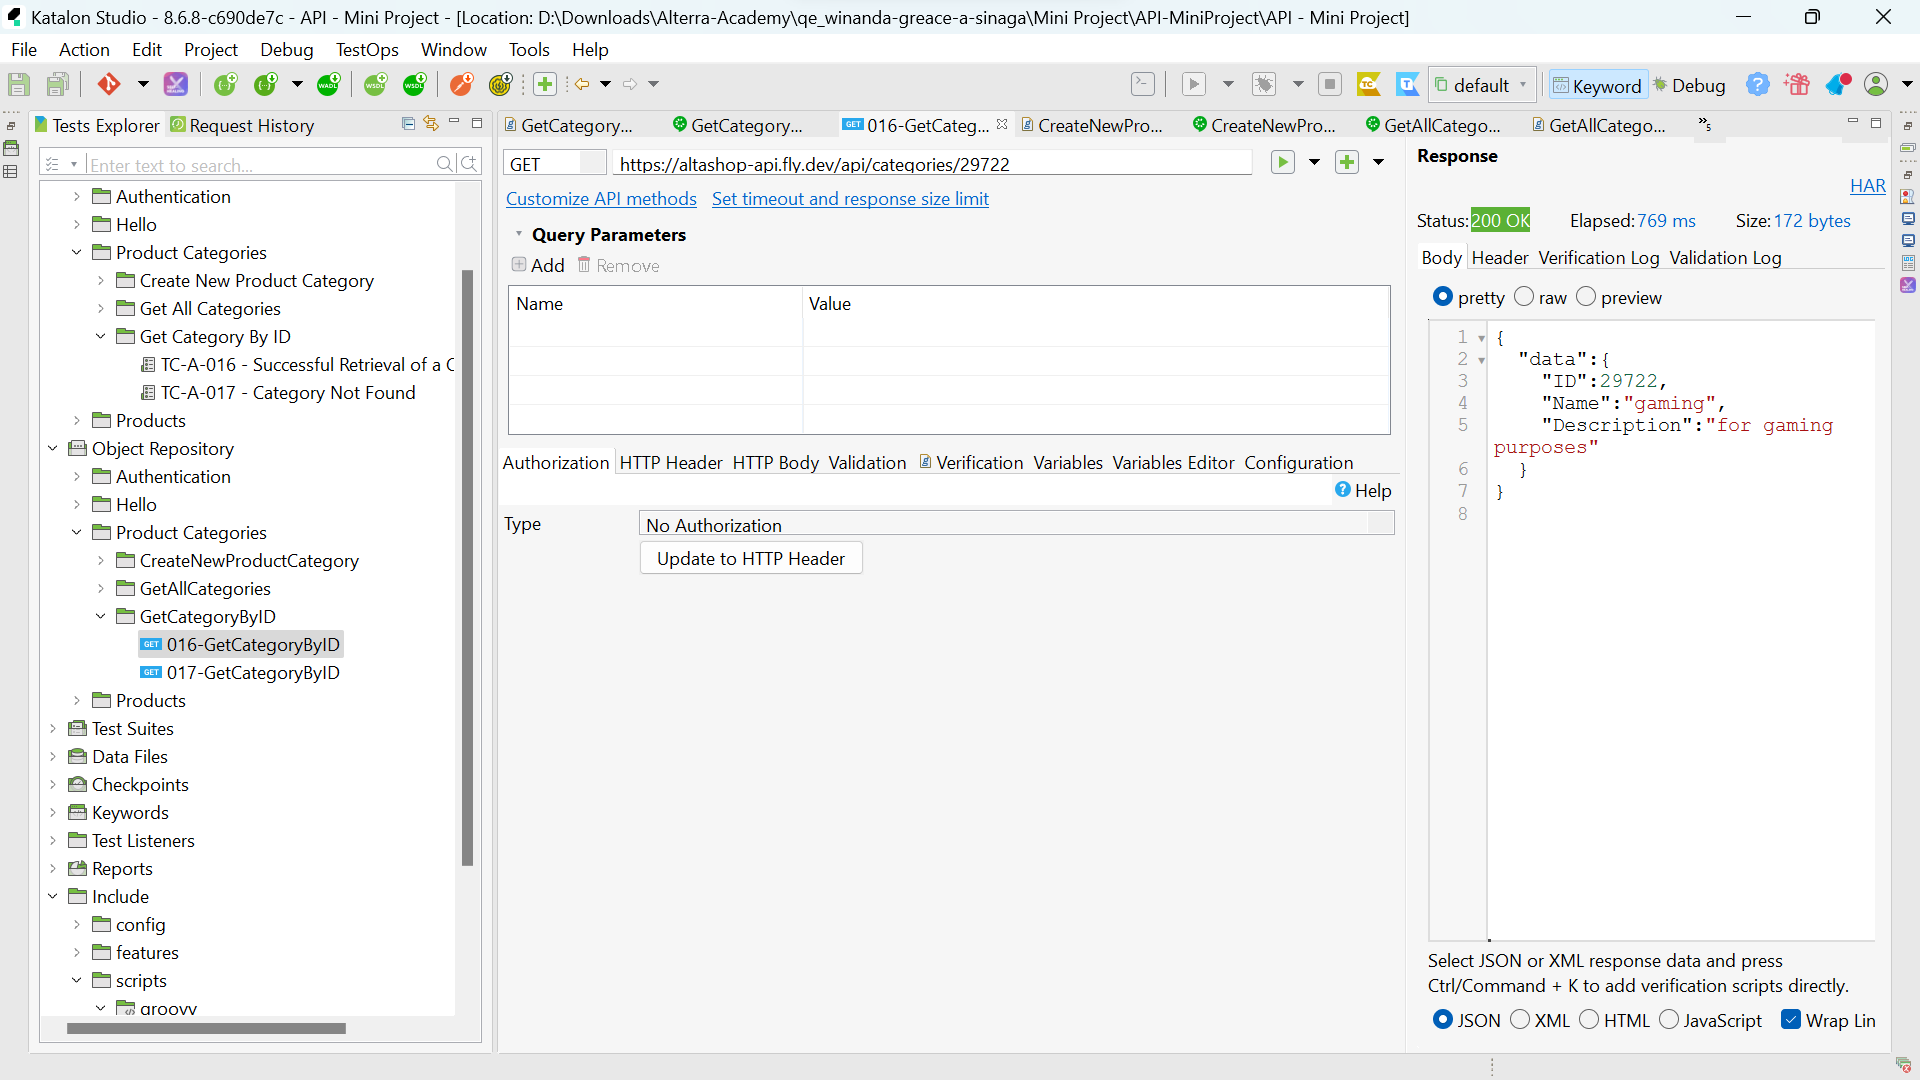 Katalon Studio - 8.6.8-c690de7c - API - Mini Project - [Location: D:\Downloads\Alterra-Academy\qe_winanda-greace-a-sinaga\Mini Project\API-MiniProject\API - Mini Project]
File Action Edit Project Debug TestOps Window Tools Help
default Keyword Debug
Tests Explorer Request History
Enter text to search...
Authentication
Hello
Product Categories
Create New Product Category
Get All Categories
Get Category By ID
TC-A-016 - Successful Retrieval of a C
TC-A-017 - Category Not Found
Products
Object Repository
Authentication
Hello
Product Categories
CreateNewProductCategory
GetAllCategories
GetCategoryByID
GET 016-GetCategoryByID
GET 017-GetCategoryByID
Products
Test Suites
Data Files
Checkpoints
Keywords
Test Listeners
Reports
Include
config
features
scripts
groovy
GetCategory... GetCategory... GET 016-GetCateg... CreateNewPro... CreateNewPro... GetAllCatego... GetAllCatego... »5
GET https://altashop-api.fly.dev/api/categories/29722
Customize API methods Set timeout and response size limit
Query Parameters
Add Remove
Name Value
Authorization HTTP Header HTTP Body Validation Verification Variables Variables Editor Configuration
Help
Type No Authorization
Update to HTTP Header
Response
HAR
Status: 200 OK Elapsed: 769 ms Size: 172 bytes
Body Header Verification Log Validation Log
pretty raw preview
1 {
2 "data":{
3 "ID":29722,
4 "Name":"gaming",
5 "Description":"for gaming
purposes"
6 }
7 }
8
Select JSON or XML response data and press
Ctrl/Command + K to add verification scripts directly.
JSON XML HTML JavaScript Wrap Lin